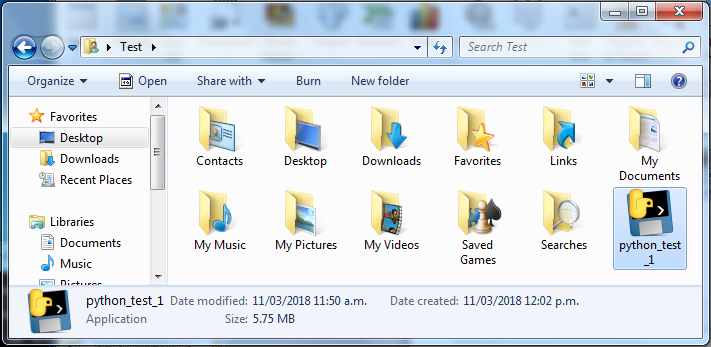 Test
Search Test
Organize
Open
Share with
Burn
New folder
Favorites
Desktop
Downloads
Recent Places
Libraries
Documents
Music
Pictures
Contacts
Desktop
Downloads
Favorites
Links
My
Documents
My Music
My Pictures
My Videos
Saved
Games
Searches
python_test
_1
python_test_1 Date modified: 11/03/2018 11:50 a.m. Date created: 11/03/2018 12:02 p.m.
Application Size: 5.75 MB